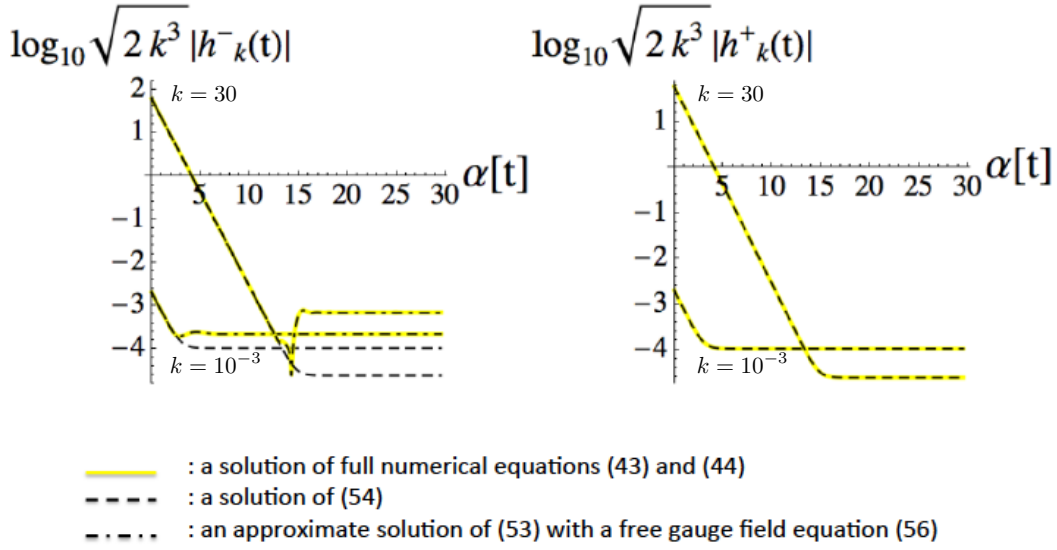 log₁₀ √(2 k³) |h⁻ₖ(t)|
2
k = 30
1
5 10 15 20 25 30
α[t]
−1
−2
−3
−4
k = 10⁻³
log₁₀ √(2 k³) |h⁺ₖ(t)|
k = 30
1
5 10 15 20 25 30
α[t]
−1
−2
−3
−4
k = 10⁻³
: a solution of full numerical equations (43) and (44)
: a solution of (54)
: an approximate solution of (53) with a free gauge field equation (56)